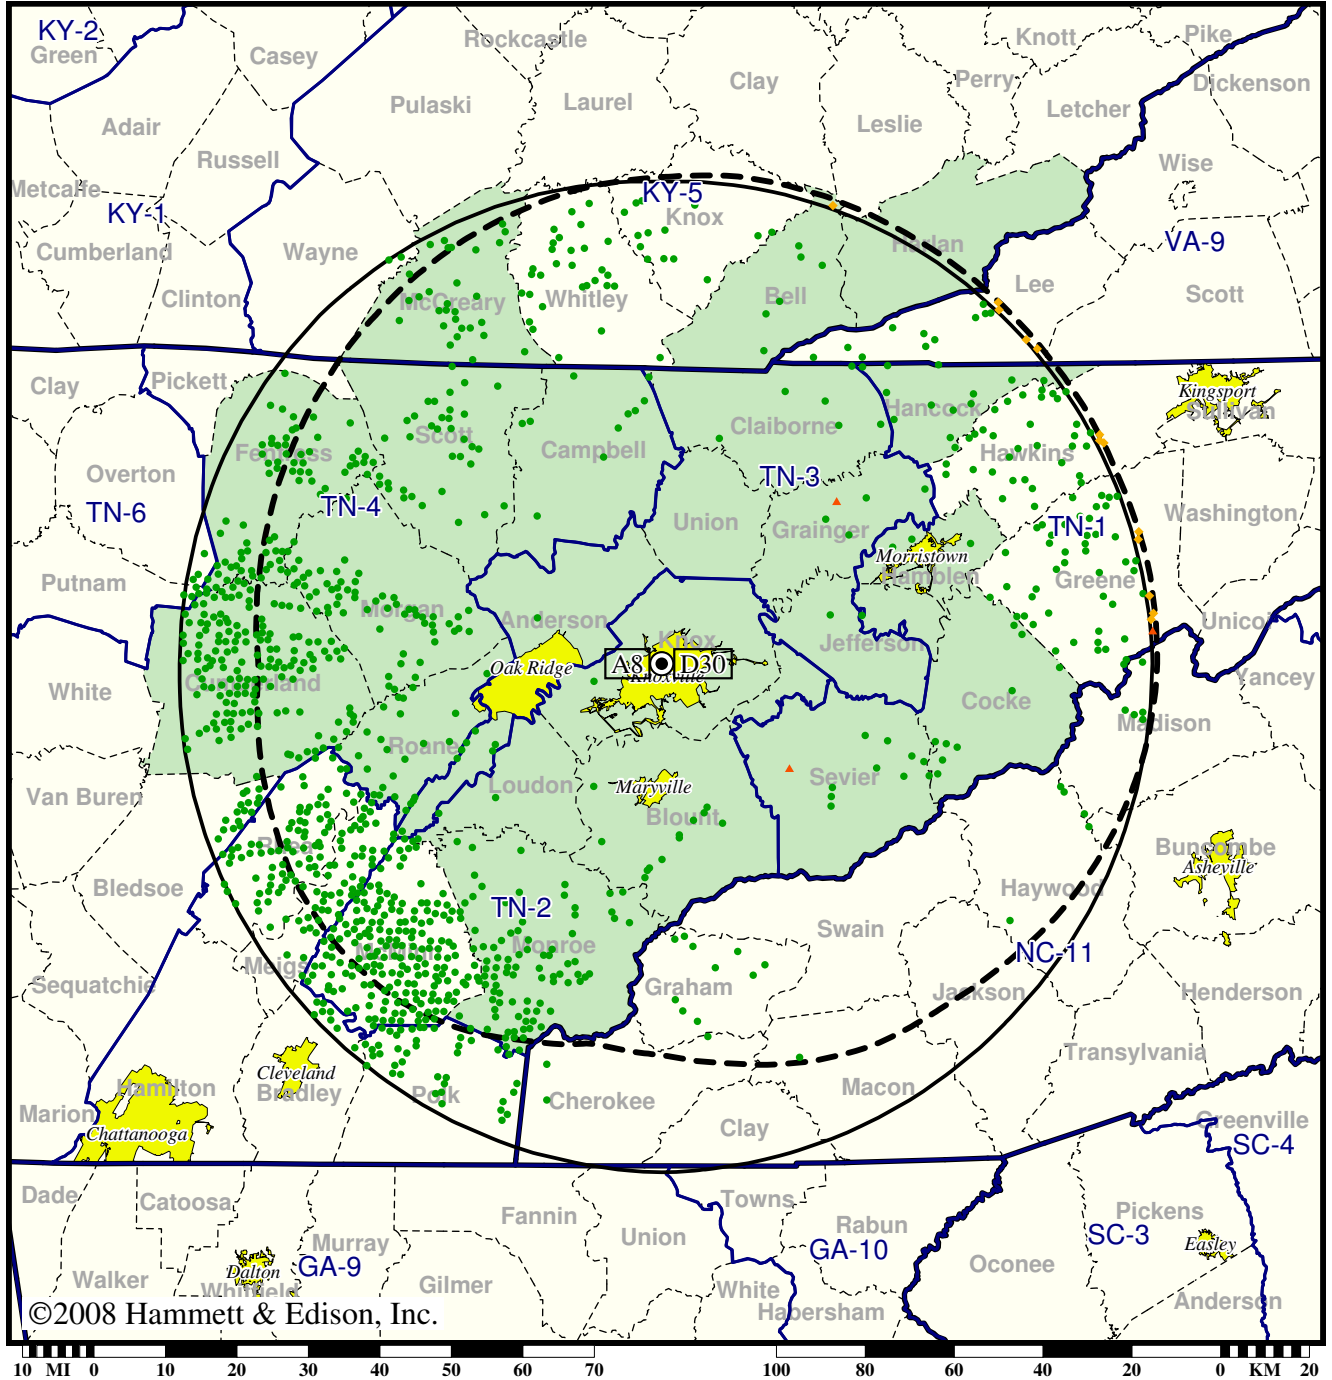 KY-2
Green
Casey
Rockcastle
Knott
Pike
Adair
Pulaski
Laurel
Clay
Perry
Letcher
Dickenson
Leslie
Russell
Wise
Metcalfe
KY-1
KY-5
Knox
Cumberland
Wayne
Harlan
VA-9
Clinton
McCreary
Whitley
Bell
Lee
Scott
Clay
Pickett
Kingsport
Sullivan
Overton
Fentress
Scott
Campbell
Claiborne
Hancock
Hawkins
TN-6
TN-4
TN-3
Union
Grainger
TN-1
Washington
Putnam
Morristown
Hamblen
Greene
Morgan
Anderson
Knox
Jefferson
Unicoi
White
Cumberland
Oak Ridge
A8
D30
Knoxville
Cocke
Yancey
Madison
Roane
Van Buren
Loudon
Maryville
Sevier
Blount
Rhea
Buncombe
Asheville
Bledsoe
TN-2
Haywood
Swain
Meigs
McMinn
Monroe
NC-11
Sequatchie
Graham
Jackson
Henderson
Cleveland
Transylvania
Marion
Hamilton
Bradley
Polk
Cherokee
Macon
Chattanooga
Clay
Greenville
SC-4
Dade
Catoosa
Fannin
Towns
Rabun
Pickens
Murray
Union
GA-10
SC-3
Easley
Walker
Dalton
Whitfield
GA-9
Gilmer
White
Habersham
Oconee
Anderson
©2008 Hammett & Edison, Inc.
10 MI 0 10 20 30 40 50 60 70 100 80 60 40 20 0 KM 20